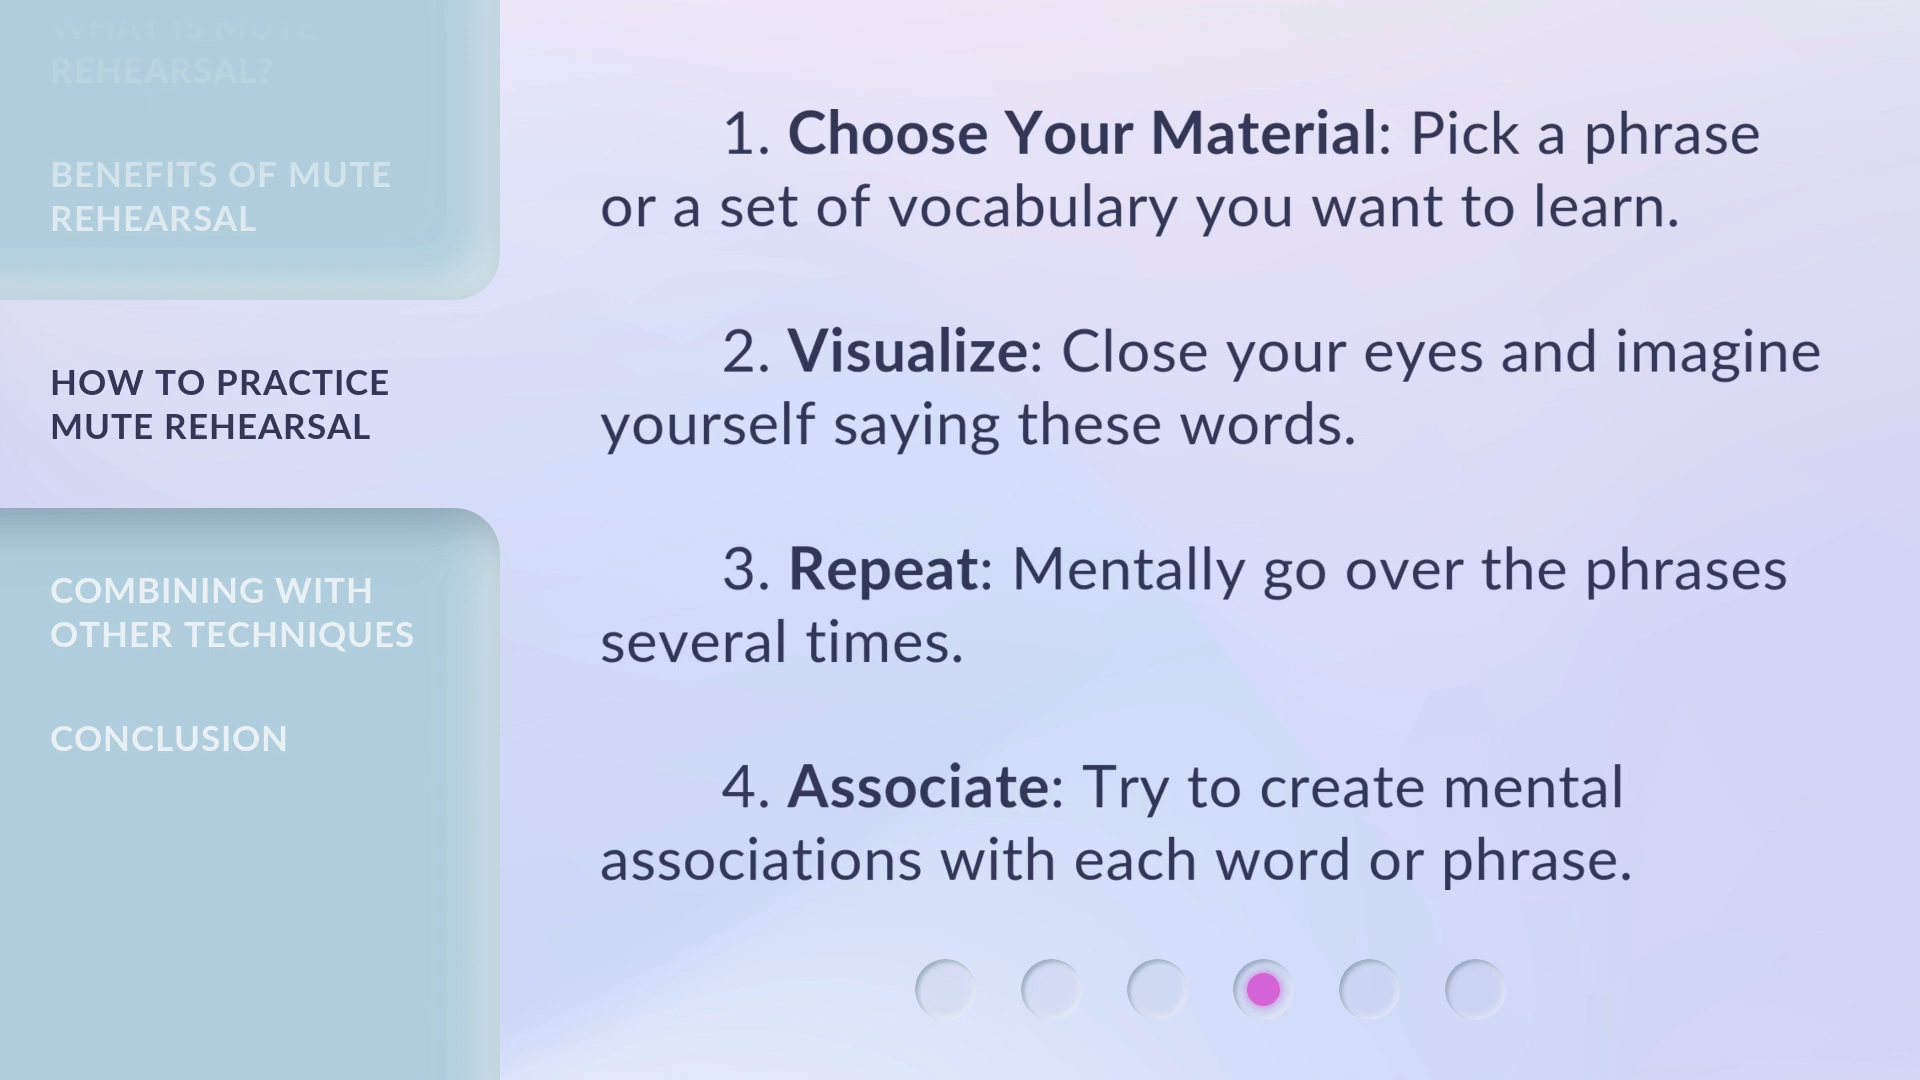 WHAT IS MUTE
REHEARSAL?
BENEFITS OF MUTE
REHEARSAL
HOW TO PRACTICE
MUTE REHEARSAL
COMBINING WITH
OTHER TECHNIQUES
CONCLUSION
1. Choose Your Material: Pick a phrase
or a set of vocabulary you want to learn.
2. Visualize: Close your eyes and imagine
yourself saying these words.
3. Repeat: Mentally go over the phrases
several times.
4. Associate: Try to create mental
associations with each word or phrase.